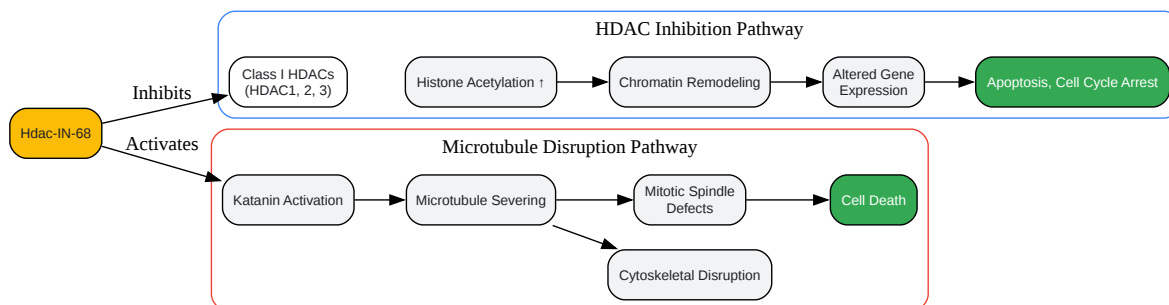 HDAC Inhibition Pathway
Class I HDACs
(HDAC1, 2, 3)
Histone Acetylation ↑
Chromatin Remodeling
Altered Gene
Expression
Apoptosis, Cell Cycle Arrest
Inhibits
Hdac-IN-68
Activates
Microtubule Disruption Pathway
Katanin Activation
Microtubule Severing
Mitotic Spindle
Defects
Cell Death
Cytoskeletal Disruption